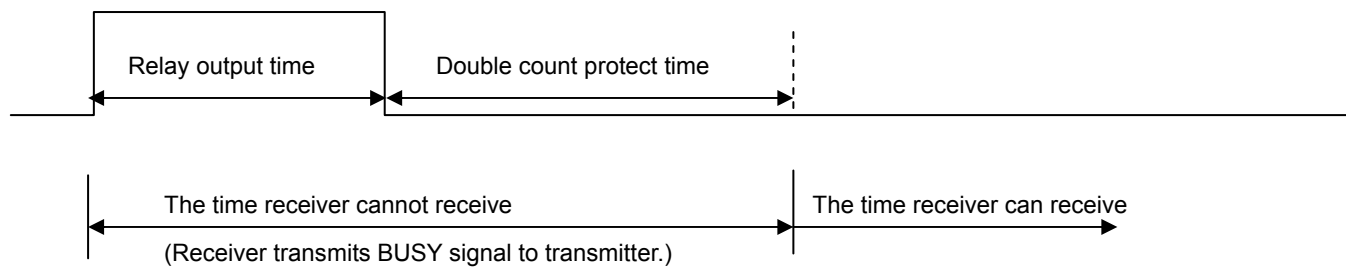 Relay output time
Double count protect time
The time receiver cannot receive
The time receiver can receive
(Receiver transmits BUSY signal to transmitter.)